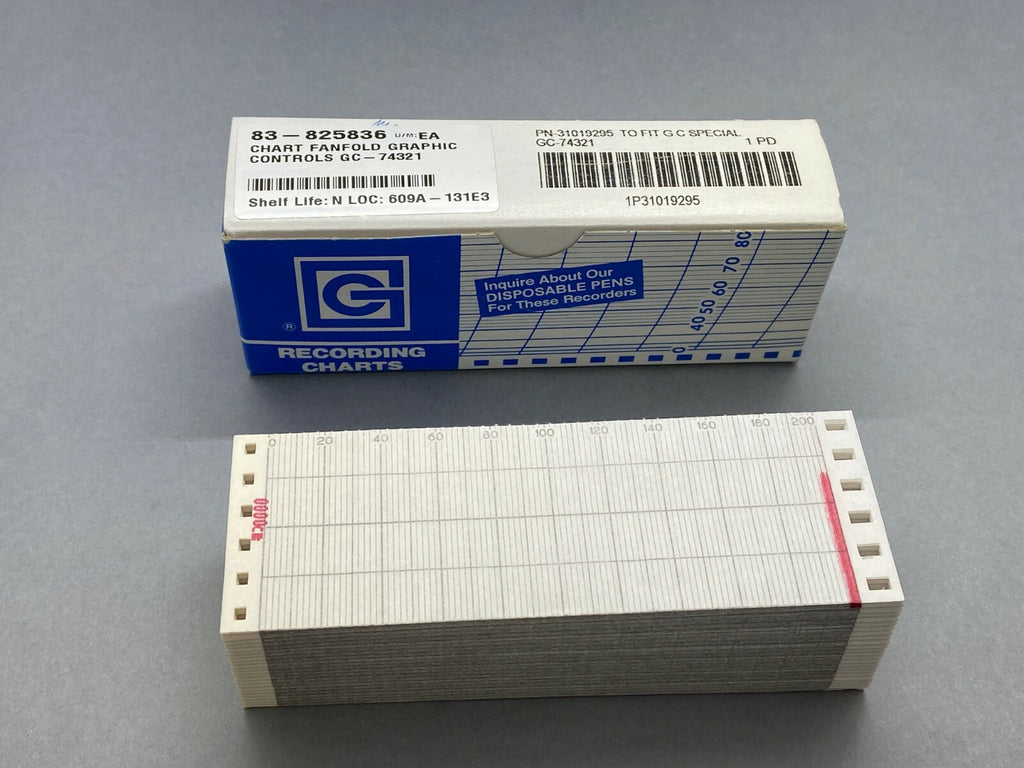 83-825836 U/M: EA
CHART FANFOLD GRAPHIC
CONTROLS GC-74321
Shelf Life: N LOC: 609A-131E3
PN-31019295 TO FIT G C SPECIAL
GC-74321 1 PD
1P31019295
GC
®
RECORDING
CHARTS
Inquire About Our
DISPOSABLE PENS
For These Recorders
0 40 50 60 70 80
0 20 40 60 80 100 120 140 160 180 200